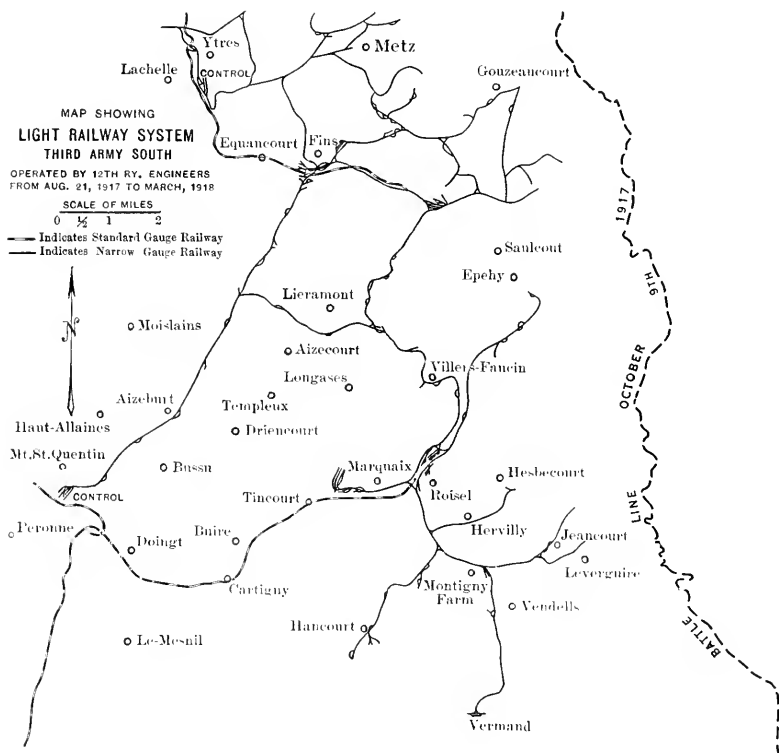 Ytres
Metz
Lachelle
CONTROL
Gouzeaucourt
MAP SHOWING
LIGHT RAILWAY SYSTEM
THIRD ARMY SOUTH
OPERATED BY 12TH RY. ENGINEERS
FROM AUG. 21, 1917 TO MARCH, 1918
SCALE OF MILES
0 ½ 1 2
Indicates Standard Gauge Railway
Indicates Narrow Gauge Railway
Equancourt
Fins
N
Saulcout
Epehy
Lieramont
Moislains
Aizecourt
Longases
Villers-Faucin
Templeux
Aizeburt
Haut-Allaines
Driencourt
Mt.St.Quentin
Bussu
Marquaix
Hesbecourt
CONTROL
Tincourt
Roisel
Peronne
Hervilly
Doingt
Buire
Jeancourt
Leverguire
Cartigny
Montigny
Farm
Vendells
Hancourt
Le-Mesnil
Vermand
BATTLE LINE OCTOBER 9TH 1917